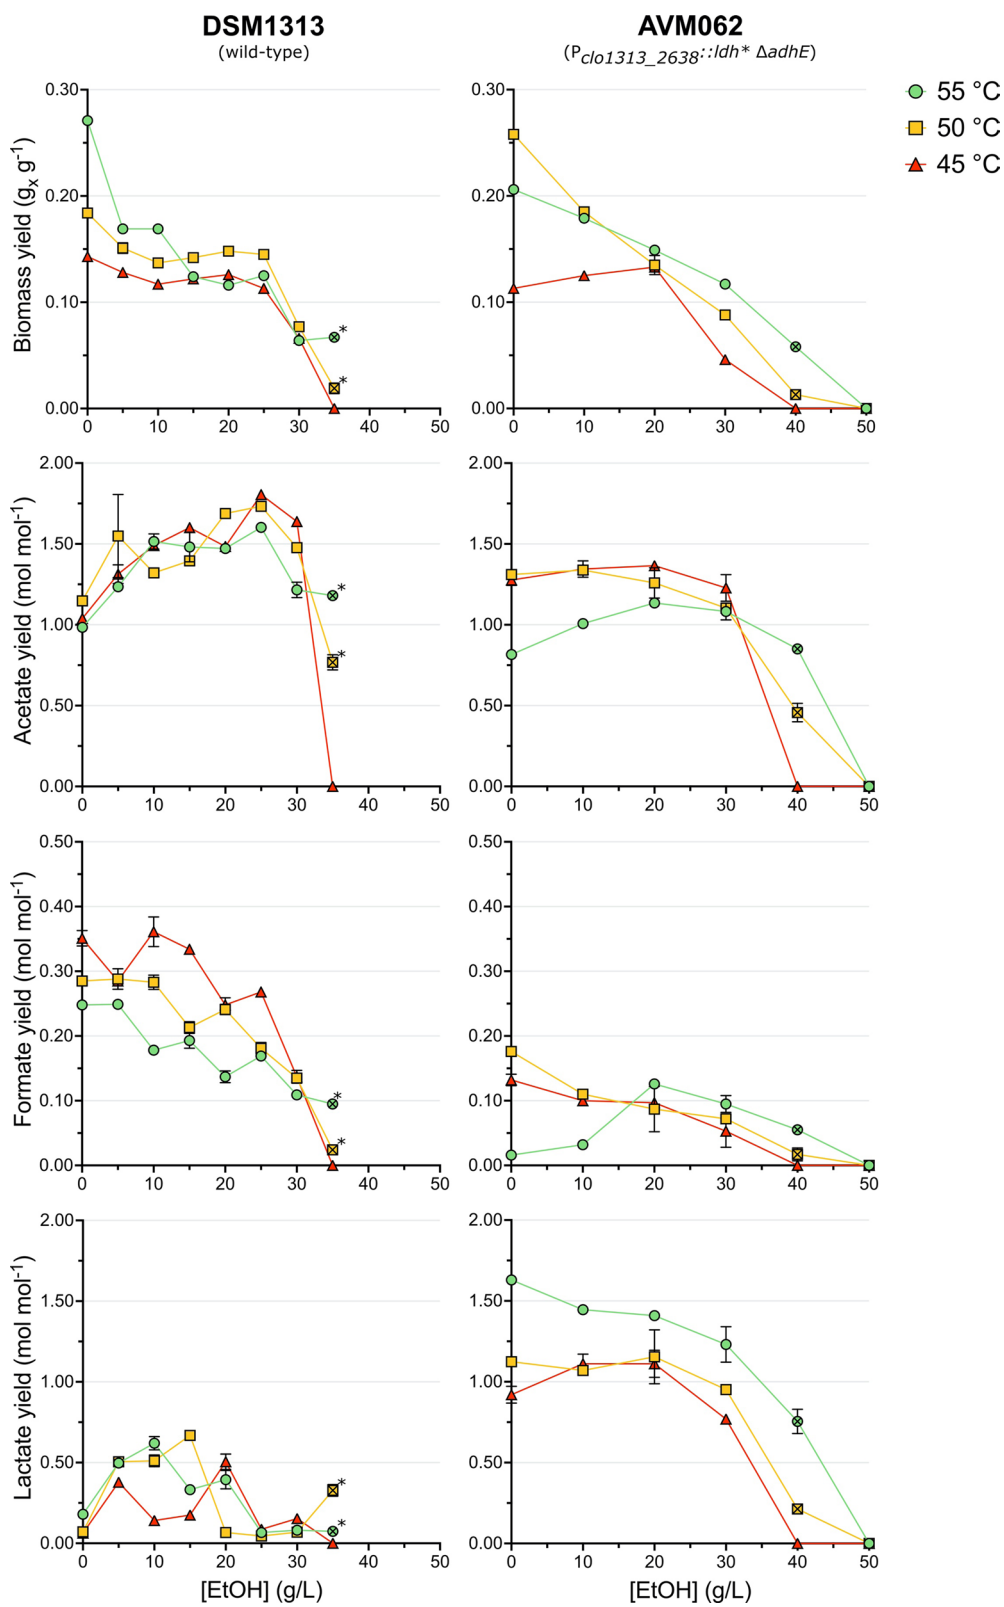 DSM1313
(wild-type)
AVM062
(Pclo1313_2638::ldh* ΔadhE)
55 °C
50 °C
45 °C
Biomass yield (gx g-1)
0.30
0.20
0.10
0.00
0 10 20 30 40 50
*
*
0.30
0.20
0.10
0.00
0 10 20 30 40 50
Acetate yield (mol mol-1)
2.00
1.50
1.00
0.50
0.00
0 10 20 30 40 50
*
*
2.00
1.50
1.00
0.50
0.00
0 10 20 30 40 50
Formate yield (mol mol-1)
0.50
0.40
0.30
0.20
0.10
0.00
0 10 20 30 40 50
*
*
0.50
0.40
0.30
0.20
0.10
0.00
0 10 20 30 40 50
Lactate yield (mol mol-1)
2.00
1.50
1.00
0.50
0.00
0 10 20 30 40 50
*
*
[EtOH] (g/L)
2.00
1.50
1.00
0.50
0.00
0 10 20 30 40 50
[EtOH] (g/L)